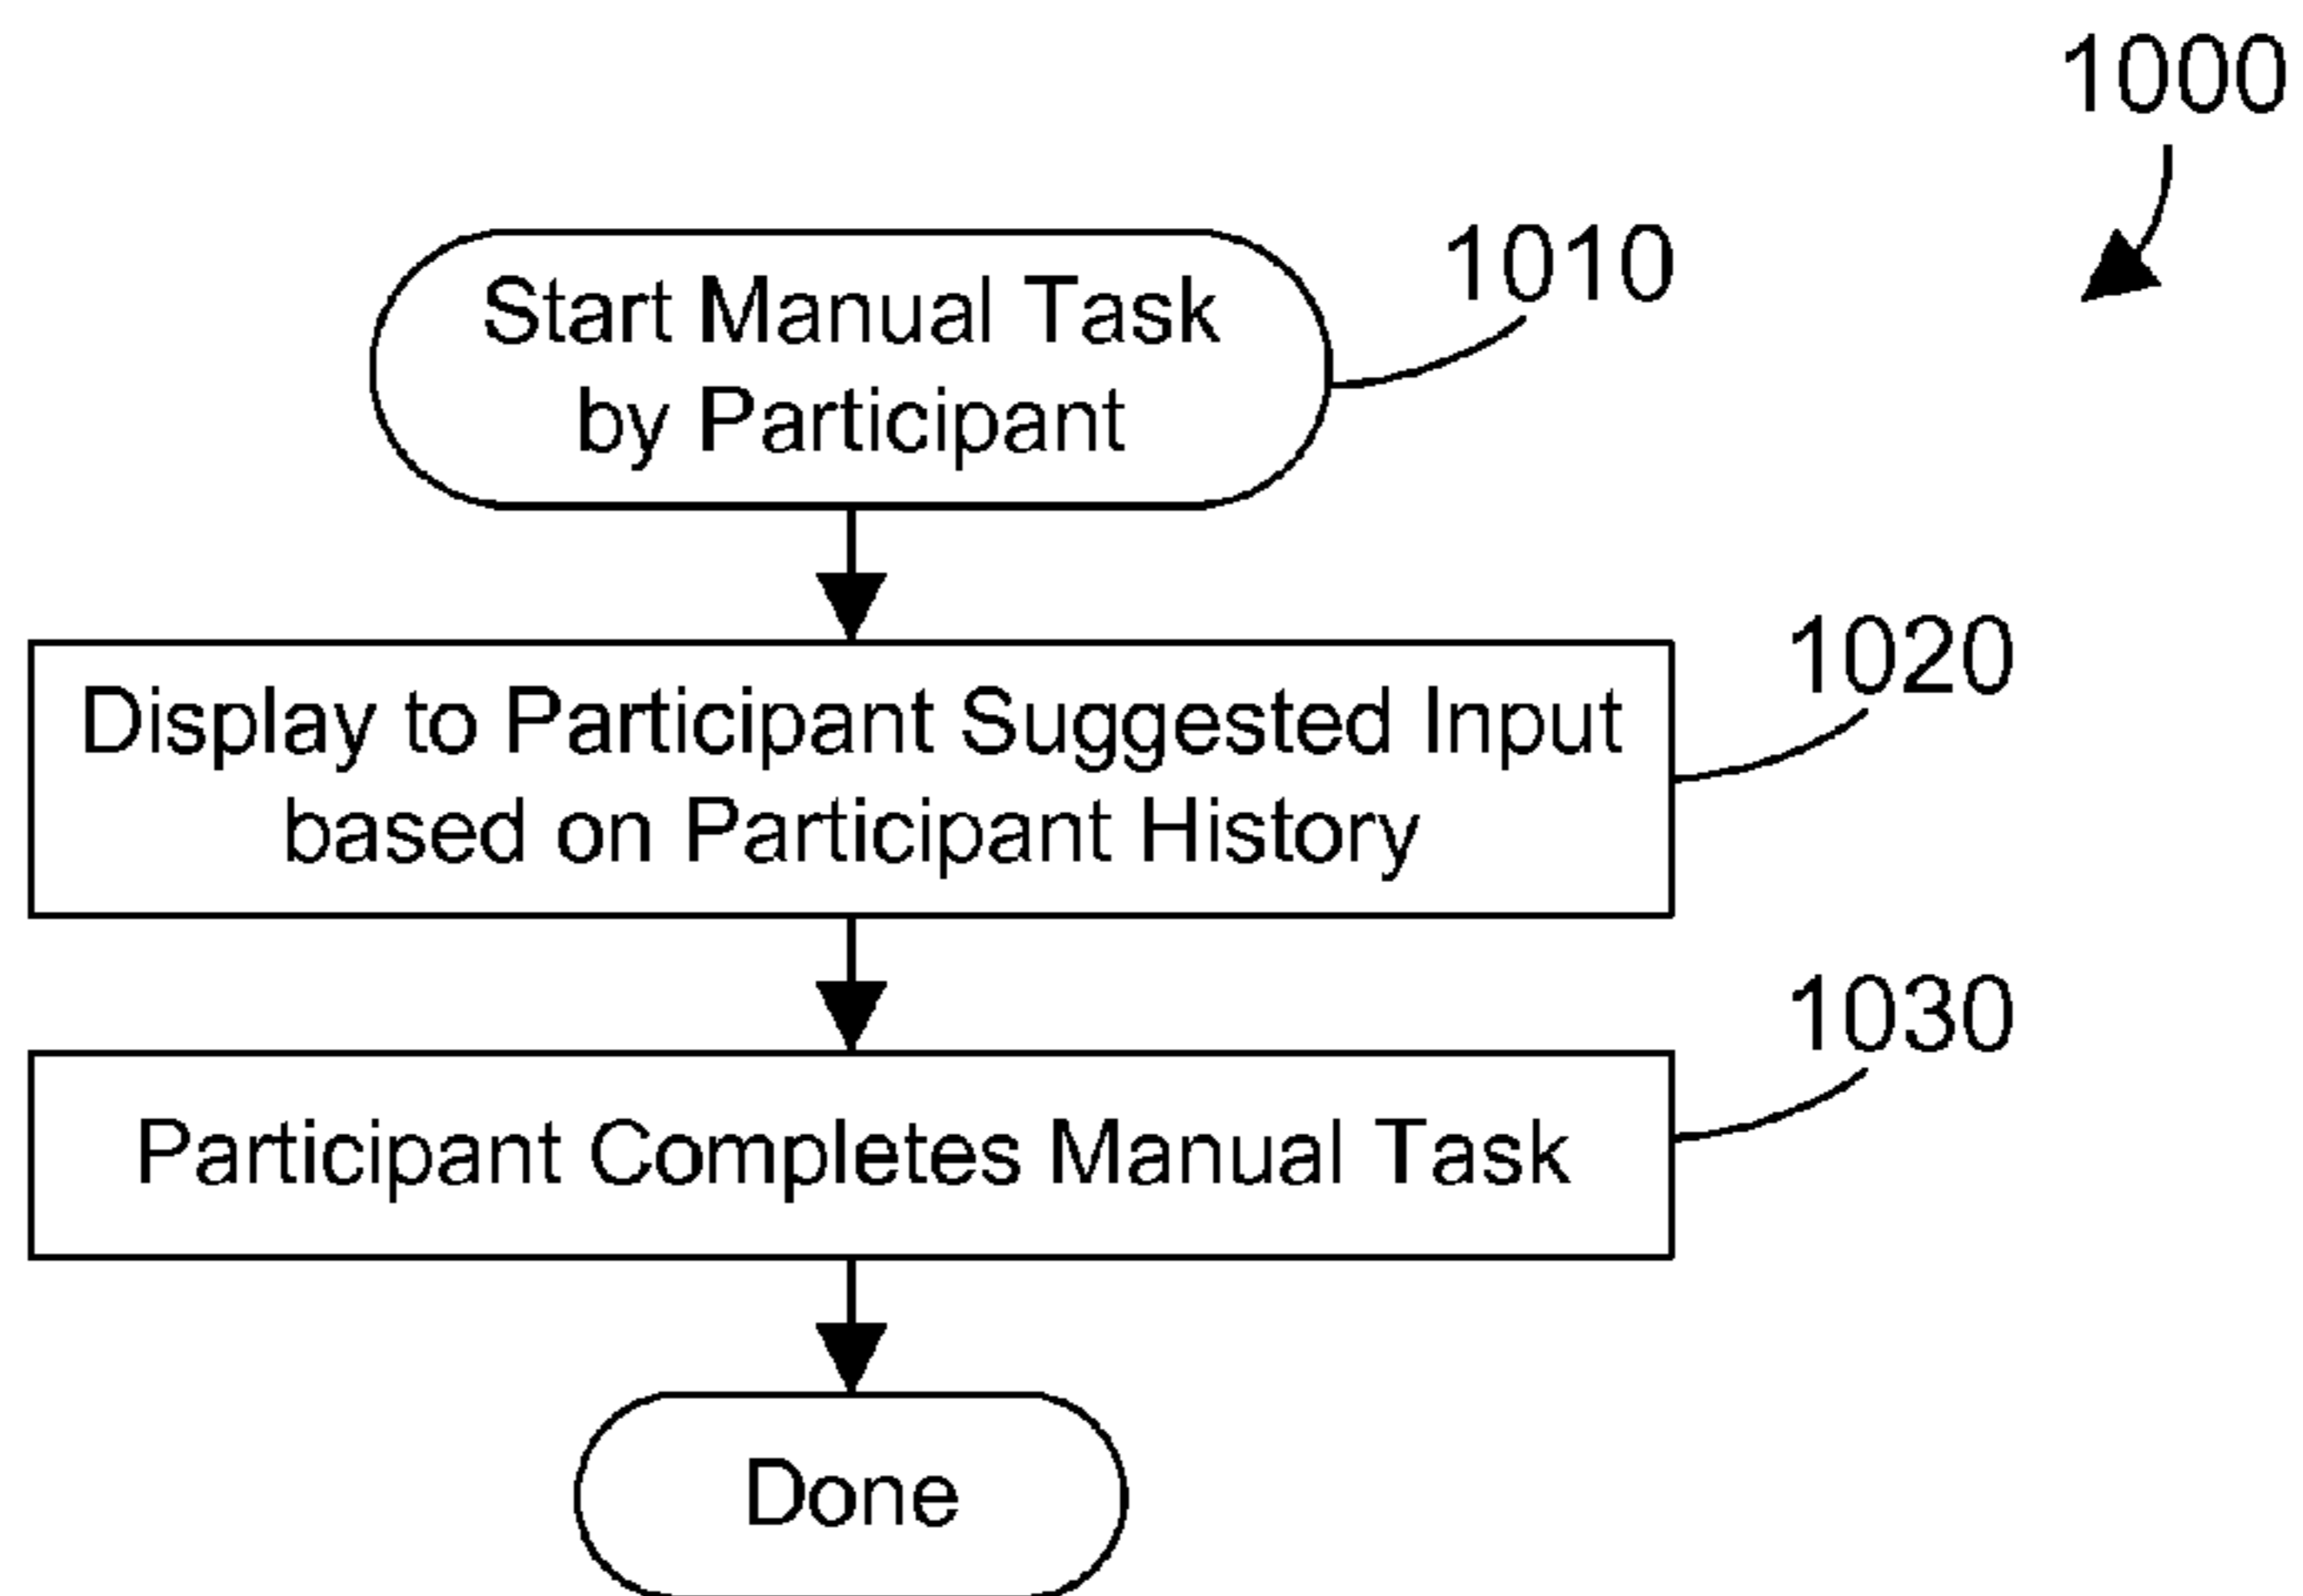 1000
Start Manual Task
by Participant
1010
Display to Participant Suggested Input
based on Participant History
1020
Participant Completes Manual Task
1030
Done